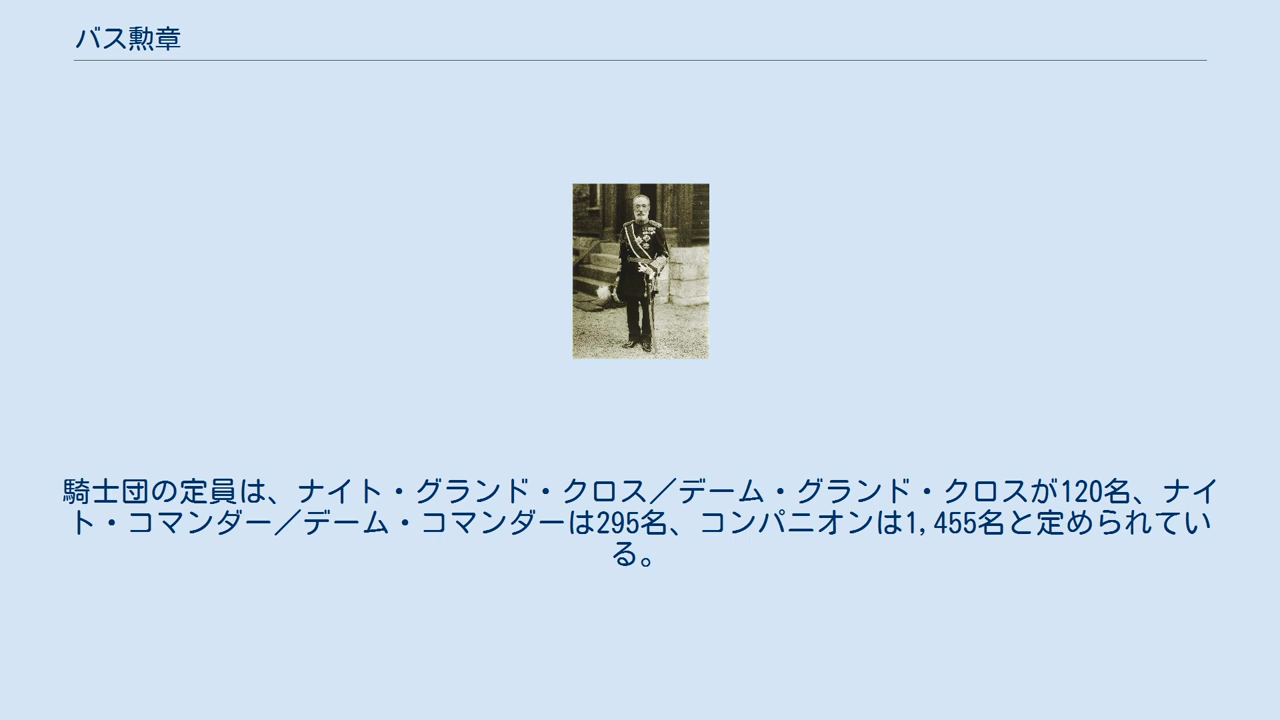 バス勲章
騎士団の定員は、ナイト・グランド・クロス／デーム・グランド・クロスが120名、ナイ
ト・コマンダー／デーム・コマンダーは295名、コンパニオンは1,455名と定められてい
る。